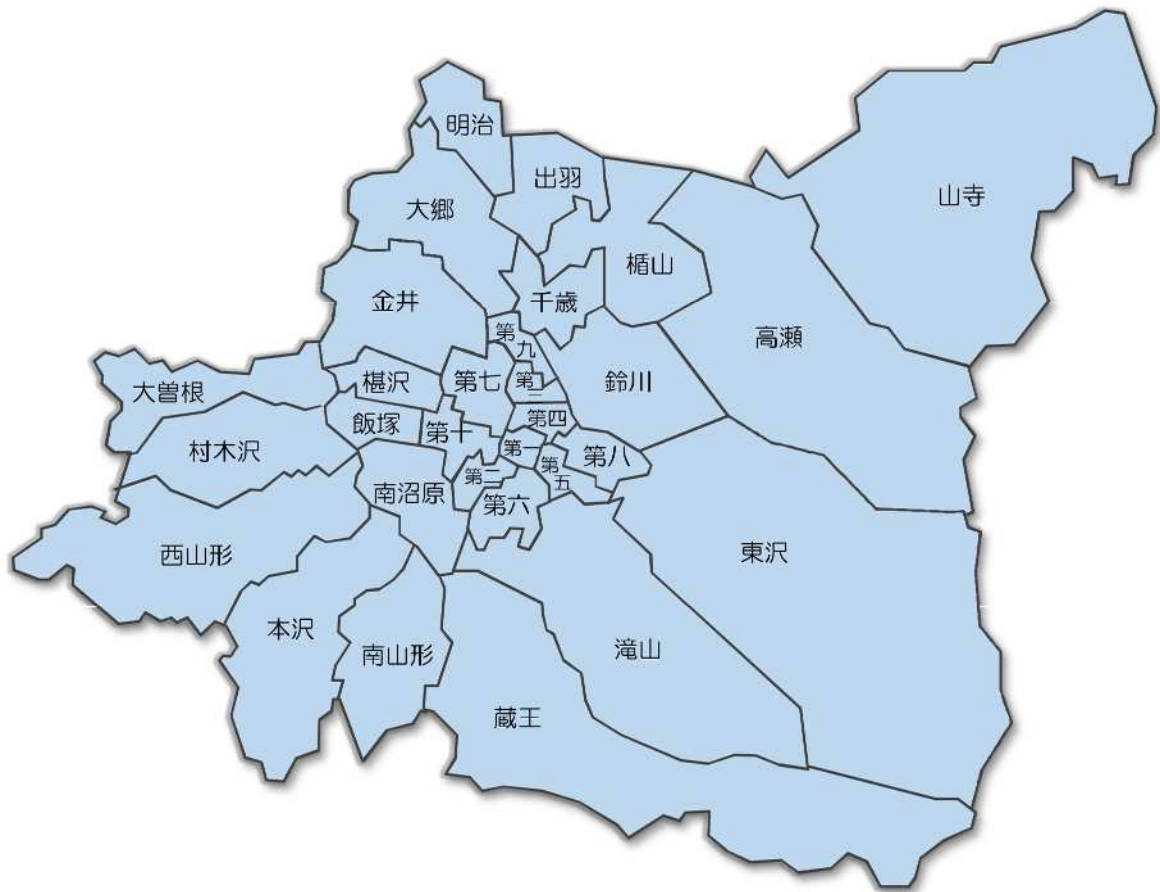 明治
出羽
山寺
大郷
楯山
金井
千歳
高瀬
第九
大曽根
椹沢
第七
第三
鈴川
村木沢
飯塚
第十
第四
第一
第八
南沼原
第二
第五
第六
西山形
東沢
本沢
南山形
滝山
蔵王